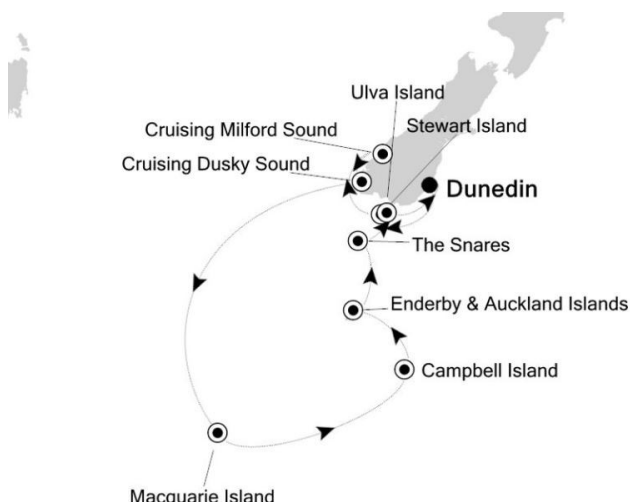 Ulva Island
Stewart Island
Cruising Milford Sound
Cruising Dusky Sound
Dunedin
The Snares
Enderby & Auckland Islands
Campbell Island
Macquarie Island